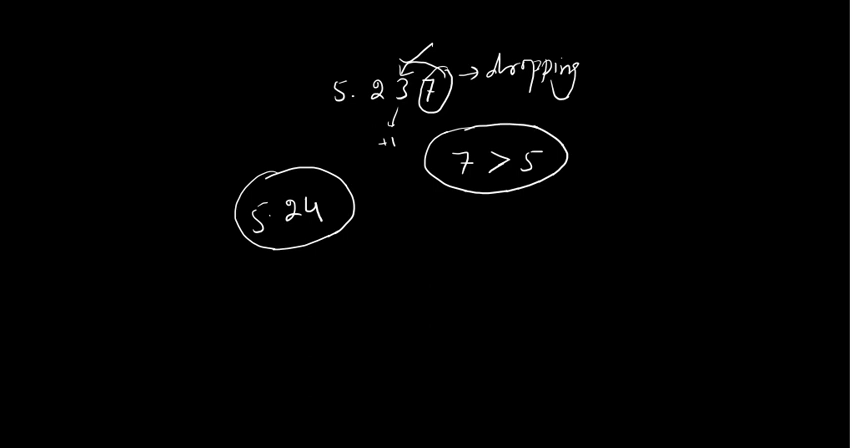 5.237 → dropping
+1
7 > 5
5.24